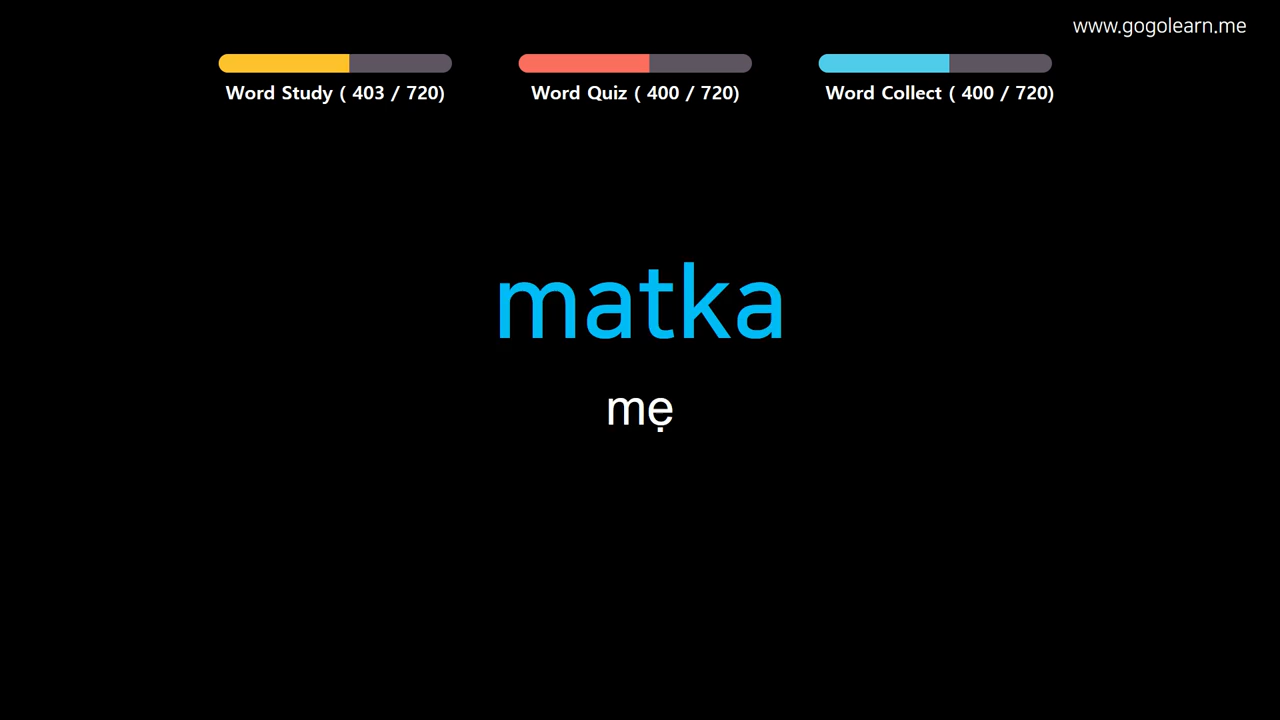 www.gogolearn.me
Word Study ( 403 / 720)
Word Quiz ( 400 / 720)
Word Collect ( 400 / 720)
matka
mẹ